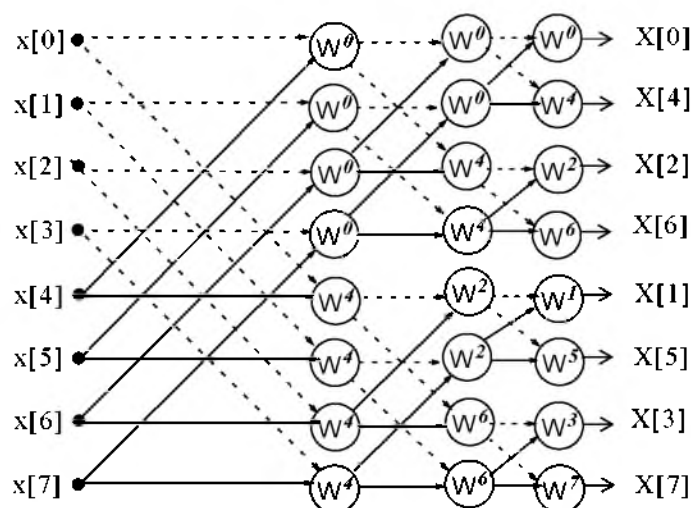 x[0] W⁰ W⁰ W⁰ X[0]
x[1] W⁰ W⁰ W⁴ X[4]
x[2] W⁰ W⁴ W² X[2]
x[3] W⁰ W⁴ W⁶ X[6]
x[4] W⁴ W² W¹ X[1]
x[5] W⁴ W² W⁵ X[5]
x[6] W⁴ W⁶ W³ X[3]
x[7] W⁴ W⁶ W⁷ X[7]